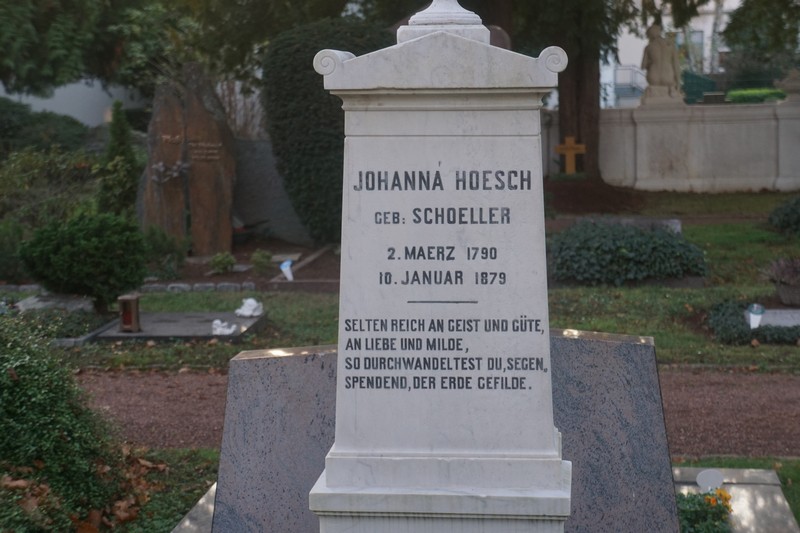 JOHANNA HOESCH
GEB: SCHOELLER
2. MAERZ 1790
10. JANUAR 1879
SELTEN REICH AN GEIST UND GÜTE,
AN LIEBE UND MILDE,
SO DURCHWANDELTEST DU, SEGEN„
SPENDEND, DER ERDE GEFILDE.